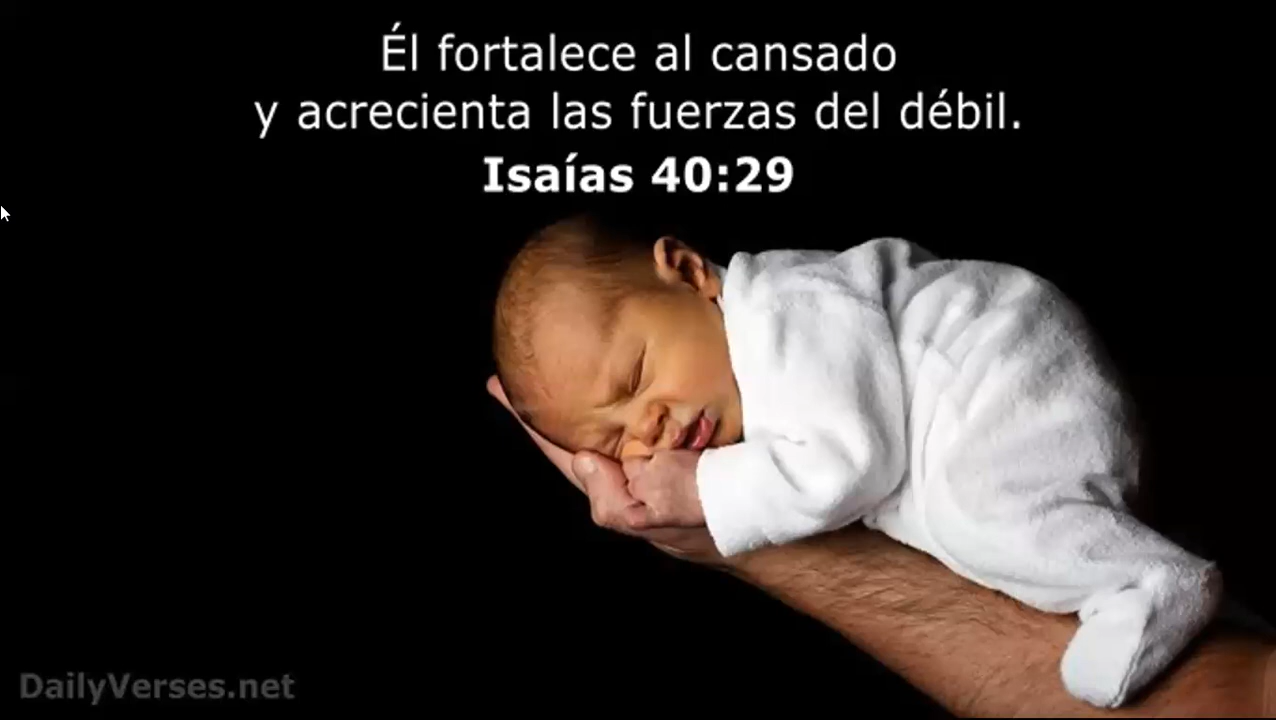 Él fortalece al cansado
y acrecienta las fuerzas del débil.
Isaías 40:29
DailyVerses.net